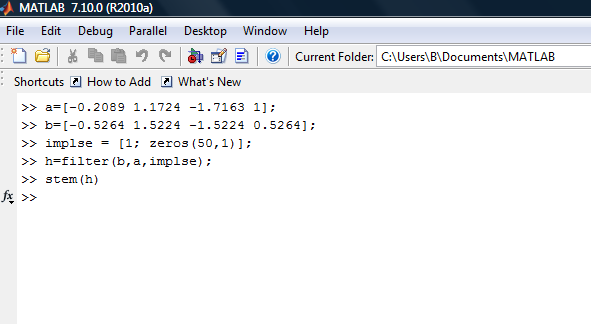 MATLAB 7.10.0 (R2010a)
File Edit Debug Parallel Desktop Window Help
Current Folder: C:\Users\B\Documents\MATLAB
Shortcuts How to Add What's New
>> a=[-0.2089 1.1724 -1.7163 1];
>> b=[-0.5264 1.5224 -1.5224 0.5264];
>> implse = [1; zeros(50,1)];
>> h=filter(b,a,implse);
>> stem(h)
fx >>